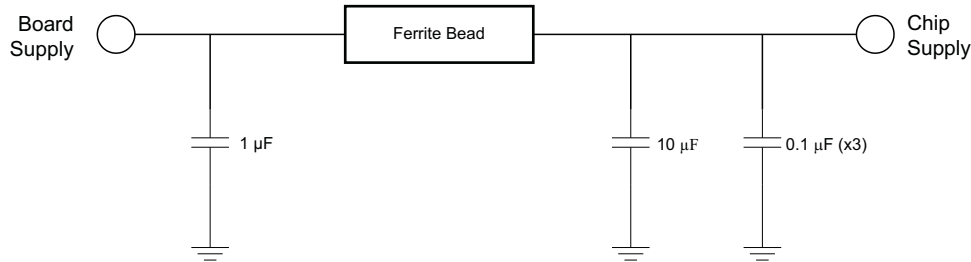 Board
Supply
Ferrite Bead
Chip
Supply
1 µF
10 μF
0.1 μF (x3)